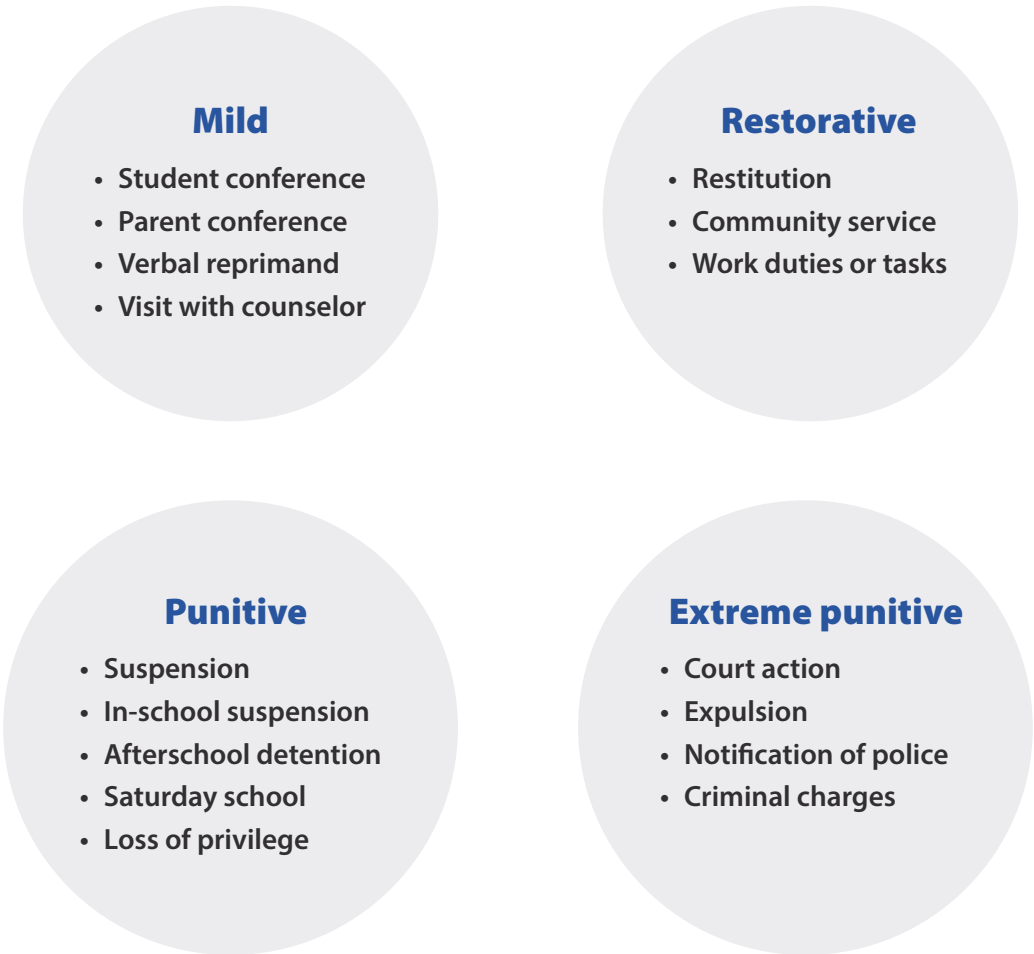 Mild
• Student conference
• Parent conference
• Verbal reprimand
• Visit with counselor
Restorative
• Restitution
• Community service
• Work duties or tasks
Punitive
• Suspension
• In-school suspension
• Afterschool detention
• Saturday school
• Loss of privilege
Extreme punitive
• Court action
• Expulsion
• Notification of police
• Criminal charges